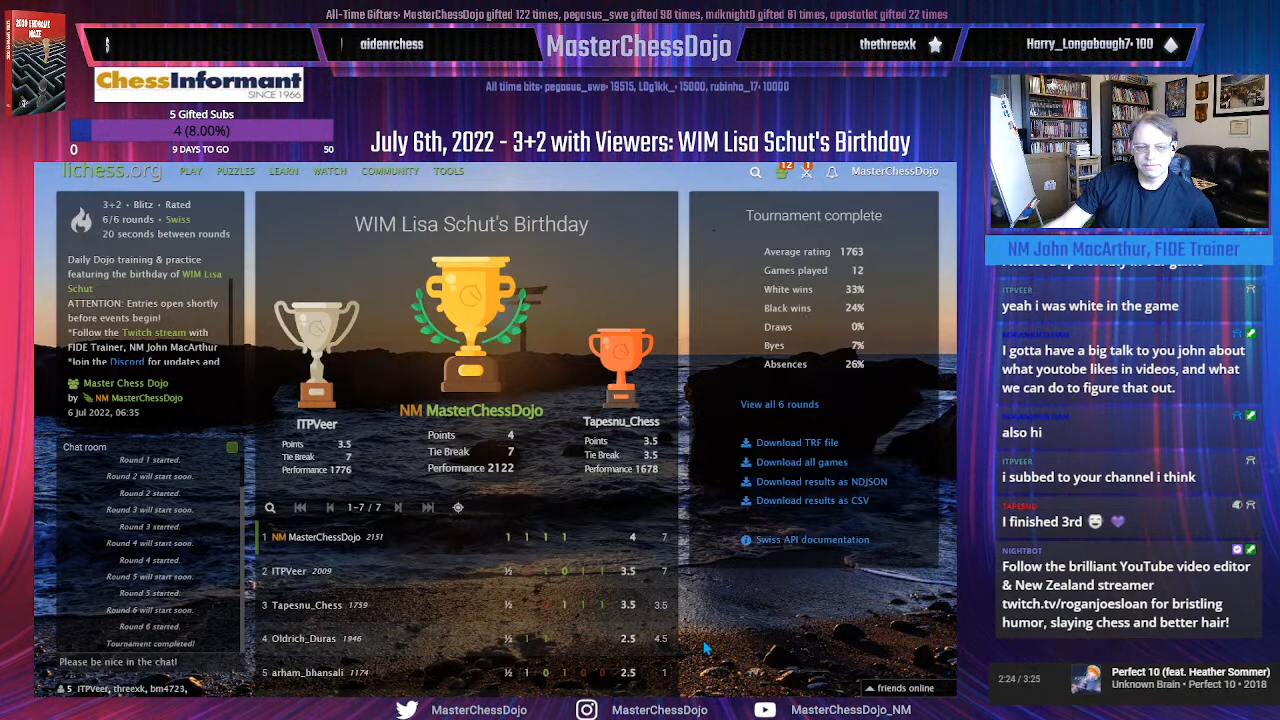 All-Time Gifters• MasterChessDojo gifted 122 times, pegasus_swe gifted 98 times, mdknight0 gifted 61 times, apostatlet gifted 22 times
aidenrchess
MasterChessDojo
thethreexk
Harry_Longabaugh7• 100
ChessInformant
SINCE 1966
All tiime bits• pegasus_swe• 19515, L0g1kk_• 15000, rubinho_17• 10000
5 Gifted Subs
4 (8.00%)
0
9 DAYS TO GO
50
July 6th, 2022 - 3+2 with Viewers: WIM Lisa Schut's Birthday
lichess.org
PLAY
PUZZLES
LEARN
WATCH
COMMUNITY
TOOLS
12
1
MasterChessDojo
3+2 • Blitz • Rated
6/6 rounds • Swiss
20 seconds between rounds
Daily Dojo training & practice
featuring the birthday of WIM Lisa
Schut
ATTENTION: Entries open shortly
before events begin!
*Follow the Twitch stream with
FIDE Trainer, NM John MacArthur
*Join the Discord for updates and
Master Chess Dojo
by NM MasterChessDojo
6 Jul 2022, 06:35
Chat room
Round 1 started.
Round 2 will start soon.
Round 2 started.
Round 3 will start soon.
Round 3 started.
Round 4 will start soon.
Round 4 started.
Round 5 will start soon.
Round 5 started.
Round 6 will start soon.
Round 6 started.
Tournament completed!
Please be nice in the chat!
5 ITPVeer, threexk, bm4723,
WIM Lisa Schut's Birthday
ITPVeer
Points 3.5
Tie Break 7
Performance 1776
NM MasterChessDojo
Points 4
Tie Break 7
Performance 2122
Tapesnu_Chess
Points 3.5
Tie Break 3.5
Performance 1678
1-7 / 7
1 NM MasterChessDojo 2151 1 1 1 1 4 7
2 ITPVeer 2009 ½ 1 0 1 1 3.5 7
3 Tapesnu_Chess 1759 ½ 1 3.5 3.5
4 Oldrich_Duras 1946 ½ 1 1 2.5 4.5
5 arham_bhansali 1174 ½ 1 0 1 0 0 2.5 1
Tournament complete
Average rating 1763
Games played 12
White wins 33%
Black wins 24%
Draws 0%
Byes 7%
Absences 26%
View all 6 rounds
Download TRF file
Download all games
Download results as NDJSON
Download results as CSV
Swiss API documentation
friends online
NM John MacArthur, FIDE Trainer
ITPVEER
yeah i was white in the game
I gotta have a big talk to you john about
what youtobe likes in videos, and what
we can do to figure that out.
also hi
ITPVEER
i subbed to your channel i think
TAPESNU
I finished 3rd
NIGHTBOT
Follow the brilliant YouTube video editor
& New Zealand streamer
twitch.tv/roganjoesloan for bristling
humor, slaying chess and better hair!
2:24 / 3:25
Perfect 10 (feat. Heather Sommer)
Unknown Brain • Perfect 10 • 2018
MasterChessDojo
MasterChessDojo
MasterChessDojo_NM